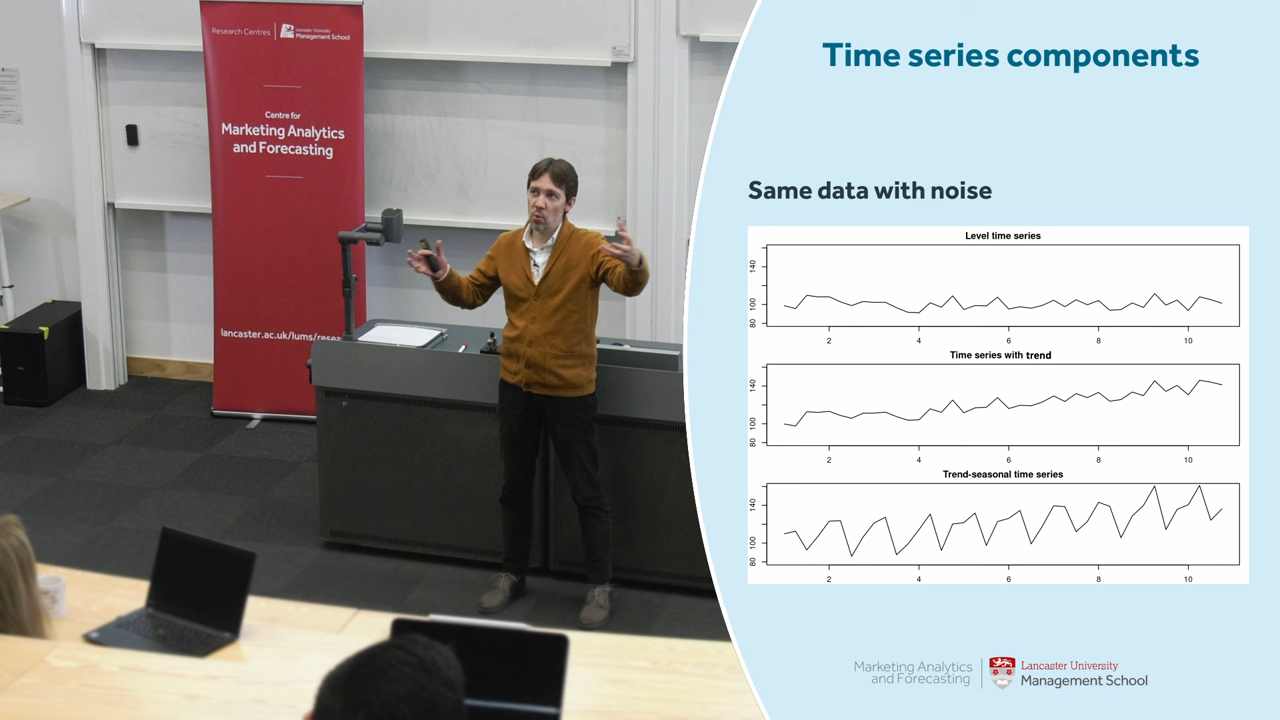 Research Centres
Lancaster University
Management School
Centre for
Marketing Analytics
and Forecasting
lancaster.ac.uk/lums/resea
Time series components
Same data with noise
Level time series
140
100
80
2 4 6 8 10
Time series with trend
140
100
80
2 4 6 8 10
Trend-seasonal time series
140
100
80
2 4 6 8 10
Marketing Analytics
and Forecasting
Lancaster University
Management School